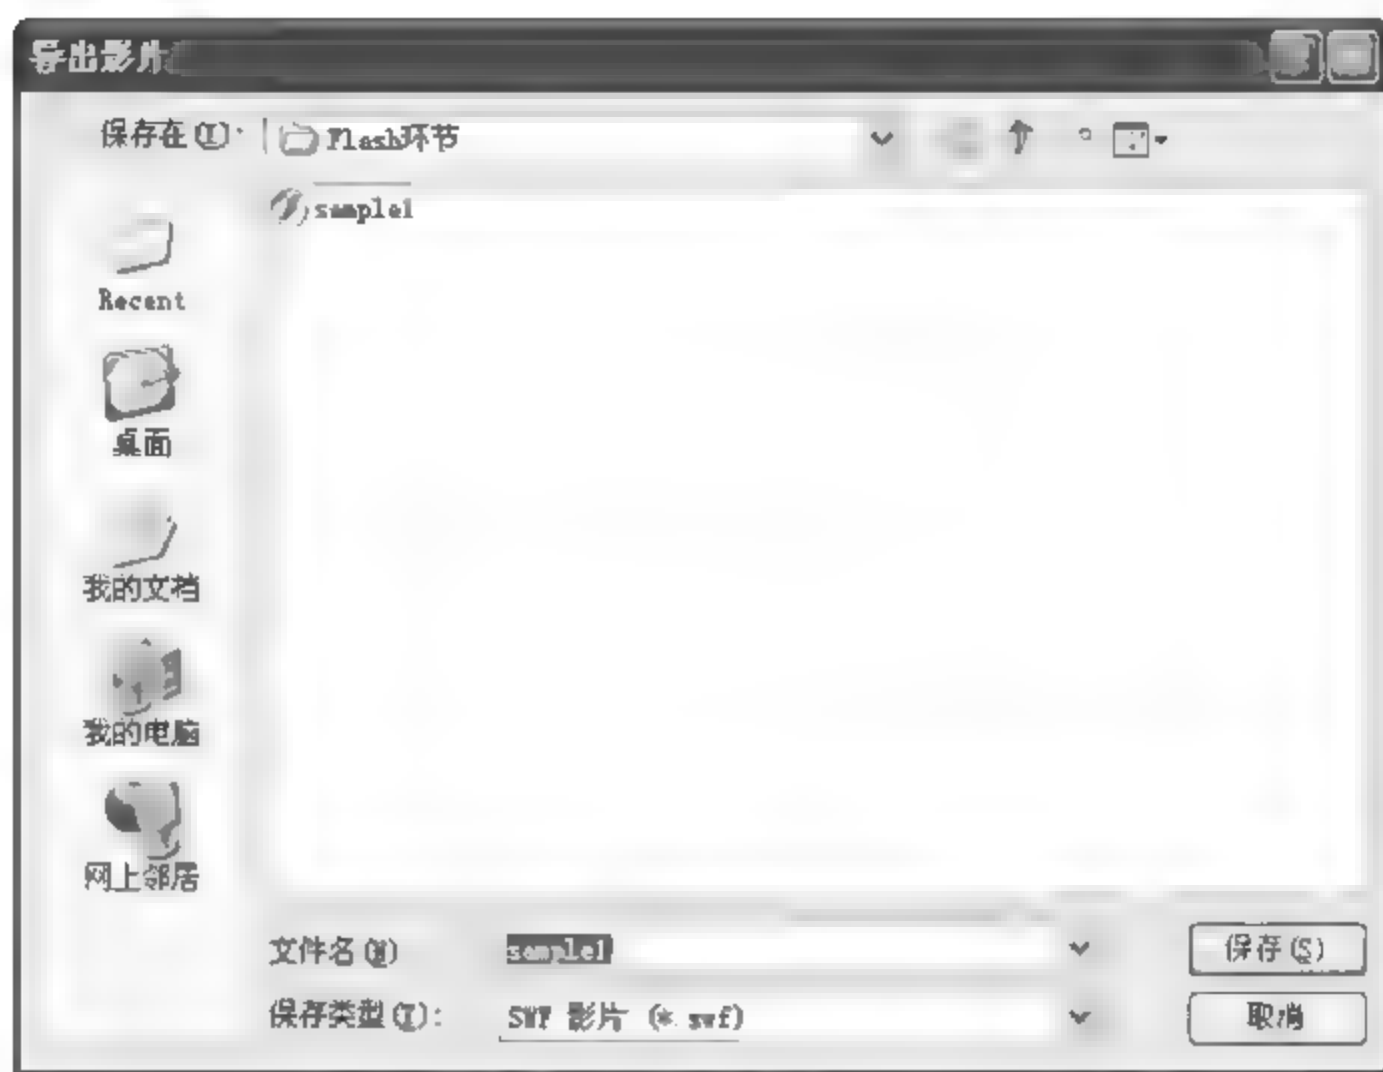 导出影片
保存在(I):
Flash环节
sample1
Recent
桌面
我的文档
我的电脑
网上邻居
文件名(N)
sample1
保存(S)
保存类型(T):
SWF 影片 (*.swf)
取消